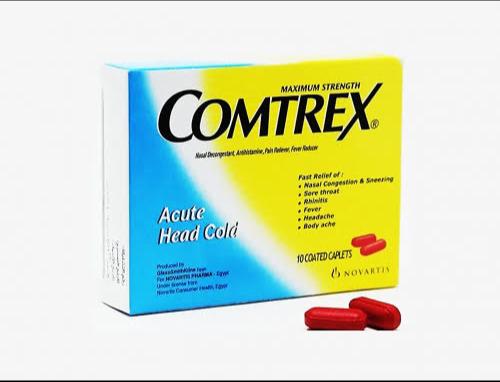 MAXIMUM STRENGTH
COMTREX®
Nasal Decongestant, Antihistamine, Pain Reliever, Fever Reducer
Fast Relief of :
• Nasal Congestion & Sneezing
• Sore throat
• Rhinitis
• Fever
• Headache
• Body ache
Acute
Head Cold
10 COATED CAPLETS
NOVARTIS
Produced by
GlaxoSmithKline
For NOVARTIS PHARMA - Egypt
Under license from
Novartis Consumer Health, Egypt